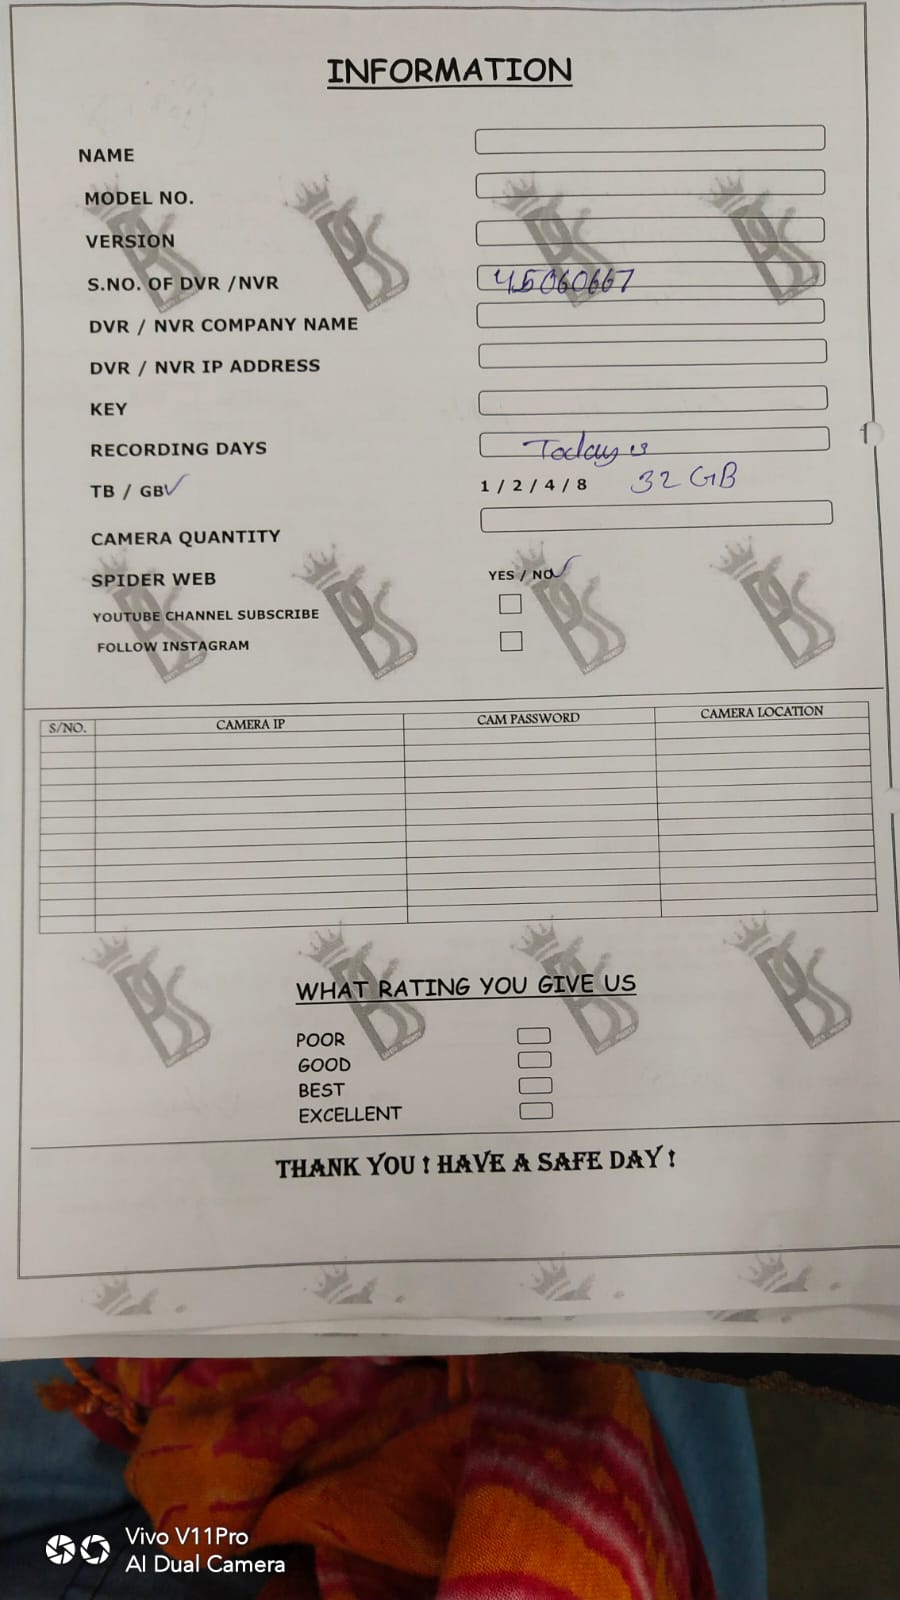 INFORMATION
NAME
MODEL NO.
VERSION
S.NO. OF DVR /NVR 45060667
DVR / NVR COMPANY NAME
DVR / NVR IP ADDRESS
KEY
RECORDING DAYS Today is
TB / GB 1 / 2 / 4 / 8 32 GB
CAMERA QUANTITY
SPIDER WEB YES / NO
YOUTUBE CHANNEL SUBSCRIBE
FOLLOW INSTAGRAM
S/NO. CAMERA IP CAM PASSWORD CAMERA LOCATION
WHAT RATING YOU GIVE US
POOR
GOOD
BEST
EXCELLENT
THANK YOU ! HAVE A SAFE DAY !
Vivo V11Pro
AI Dual Camera